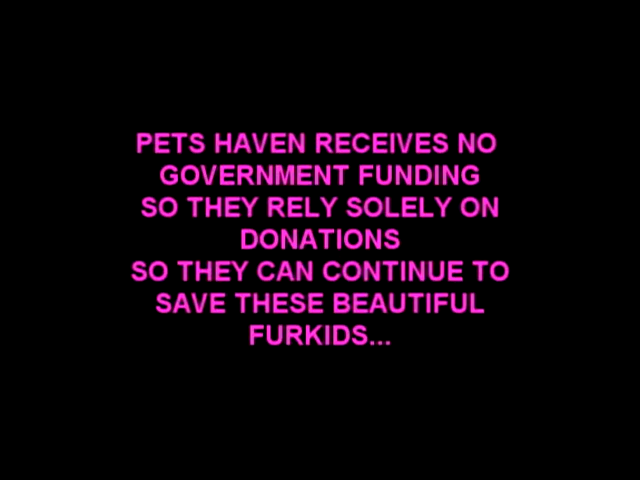 PETS HAVEN RECEIVES NO
GOVERNMENT FUNDING
SO THEY RELY SOLELY ON
DONATIONS
SO THEY CAN CONTINUE TO
SAVE THESE BEAUTIFUL
FURKIDS...